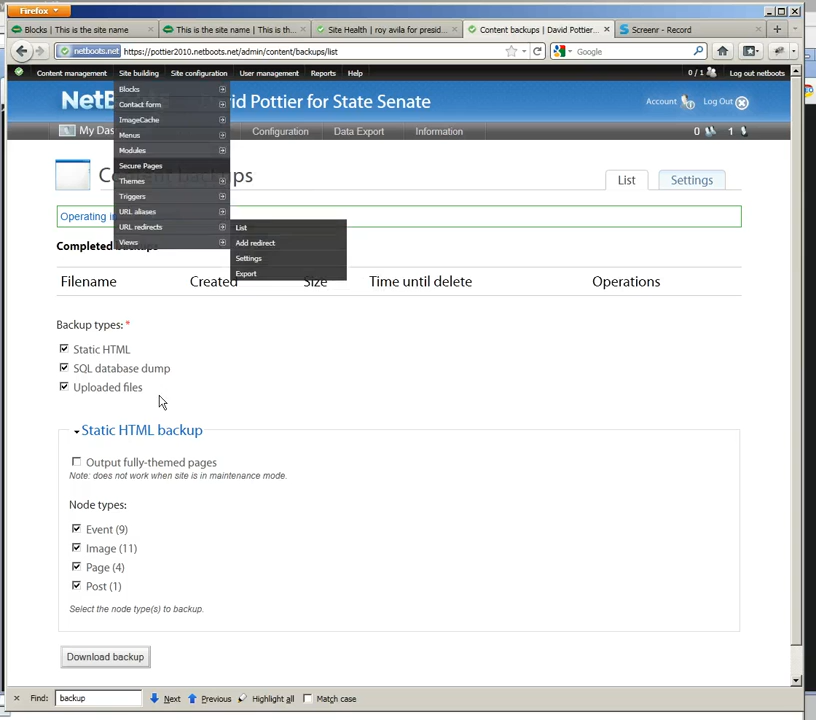 Firefox
Blocks | This is the site name
This is the site name | This is th...
Site Health | roy avila for presid...
Content backups | David Pottier...
Screenr - Record
netboots.net
https://pottier2010.netboots.net/admin/content/backups/list
Google
Content management
Site building
Site configuration
User management
Reports
Help
0 / 1
Log out netboots
Blocks
Contact form
ImageCache
Menus
Modules
Secure Pages
Themes
Triggers
URL aliases
URL redirects
Views
List
Add redirect
Settings
Export
Pottier for State Senate
Account
Log Out
My Das
Configuration
Data Export
Information
0
1
List
Settings
Completed
Filename
Created
Size
Time until delete
Operations
Backup types: *
Static HTML
SQL database dump
Uploaded files
Static HTML backup
Output fully-themed pages
Note: does not work when site is in maintenance mode.
Node types:
Event (9)
Image (11)
Page (4)
Post (1)
Select the node type(s) to backup.
Download backup
Find:
backup
Next
Previous
Highlight all
Match case